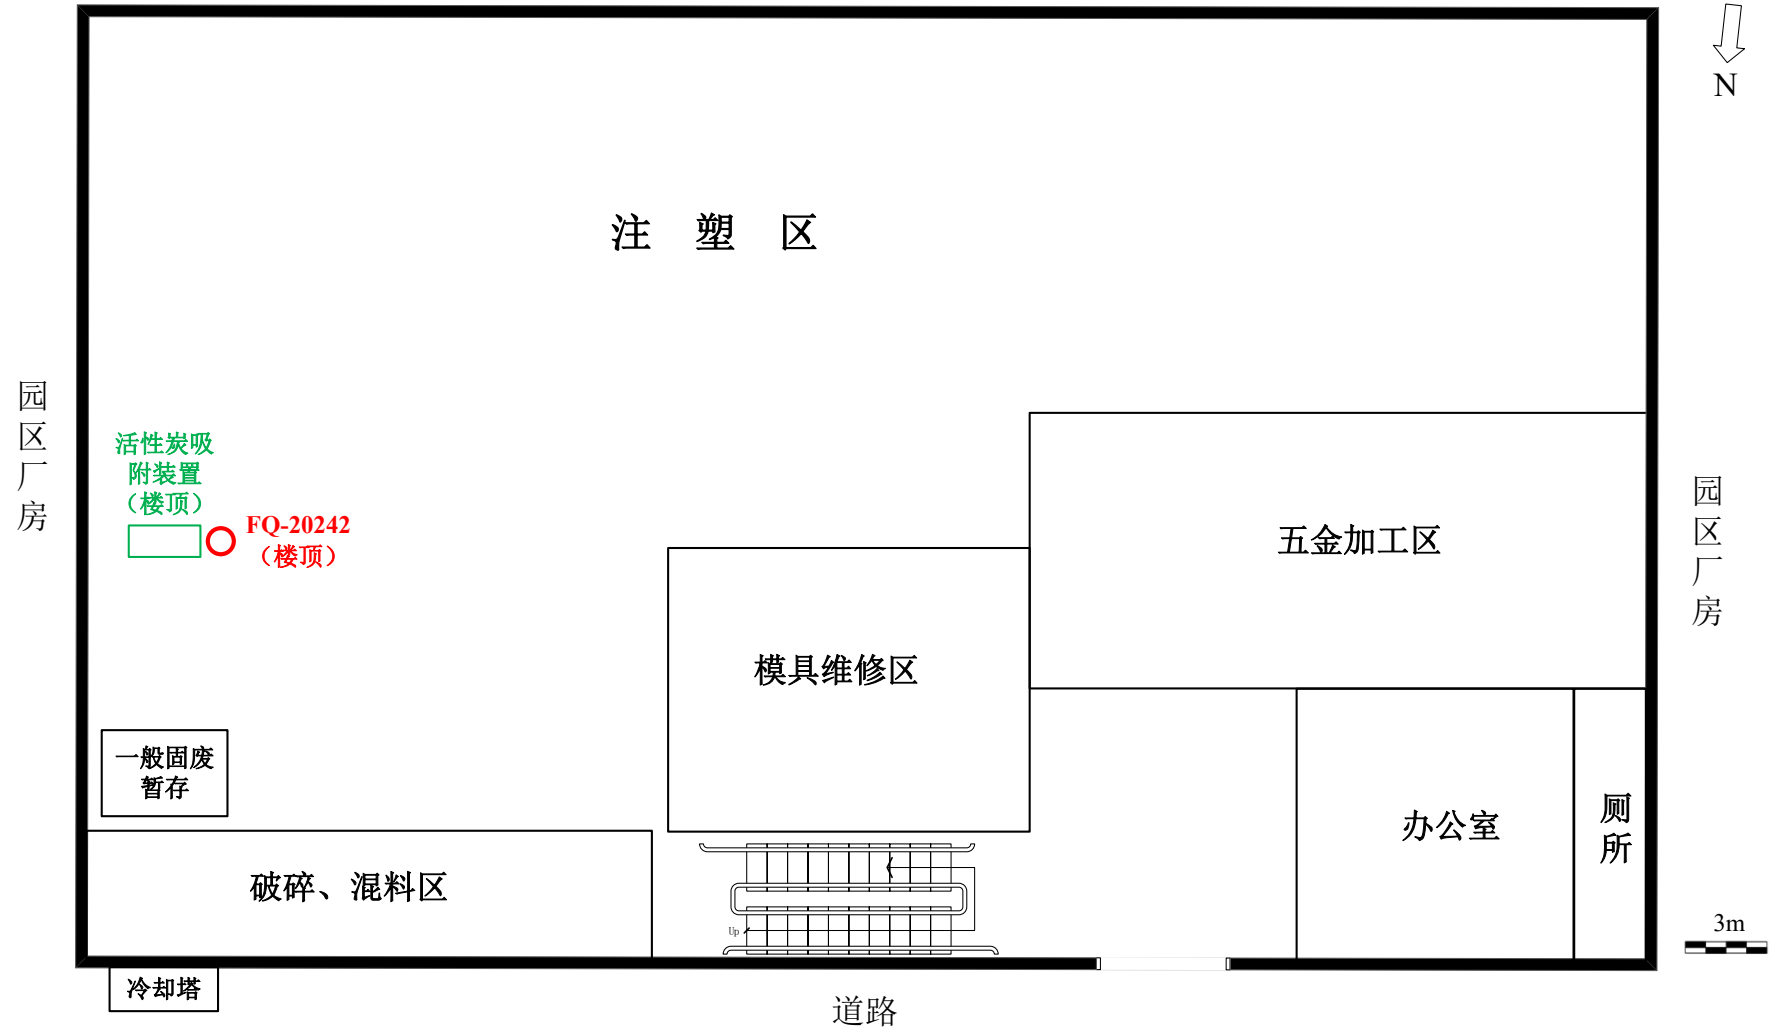 N
注 塑 区
园区厂房
活性炭吸
附装置
（楼顶）
FQ-20242
（楼顶）
五金加工区
园区厂房
模具维修区
一般固废
暂存
办公室
厕所
破碎、混料区
Up
3m
冷却塔
道路